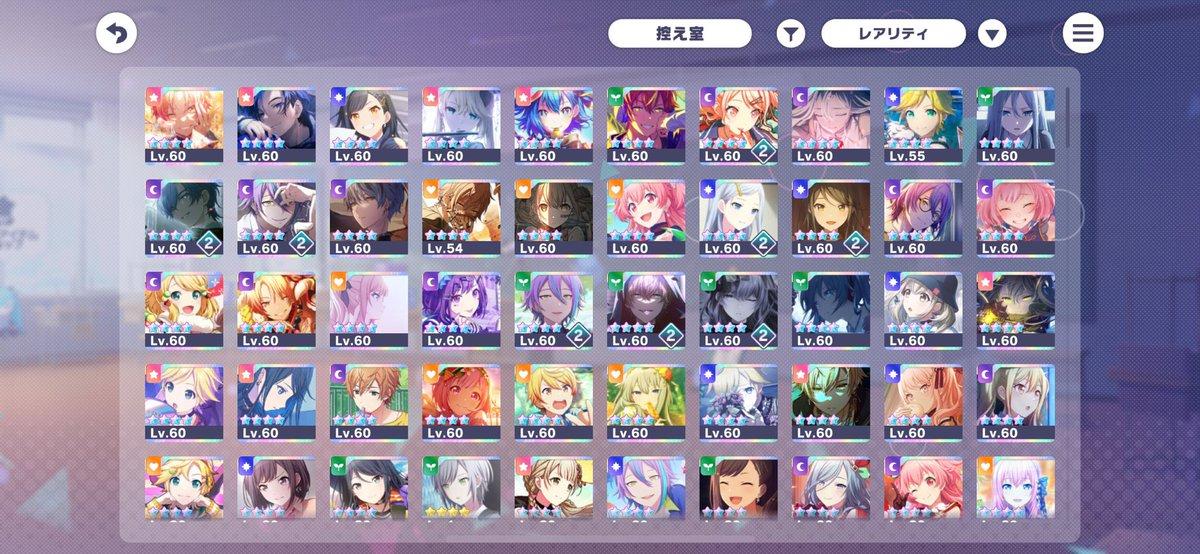 控え室 レアリティ
Lv.60 Lv.60 Lv.60 Lv.60 Lv.60 Lv.60 Lv.60 2 Lv.60 Lv.55 Lv.60
Lv.60 2 Lv.60 2 Lv.60 Lv.54 Lv.60 Lv.60 Lv.60 2 Lv.60 2 Lv.60 Lv.60
Lv.60 Lv.60 Lv.60 Lv.60 Lv.60 2 Lv.60 2 Lv.60 2 Lv.60 Lv.60 Lv.60
Lv.60 Lv.60 Lv.60 Lv.60 Lv.60 Lv.60 Lv.60 Lv.60 Lv.60 Lv.60